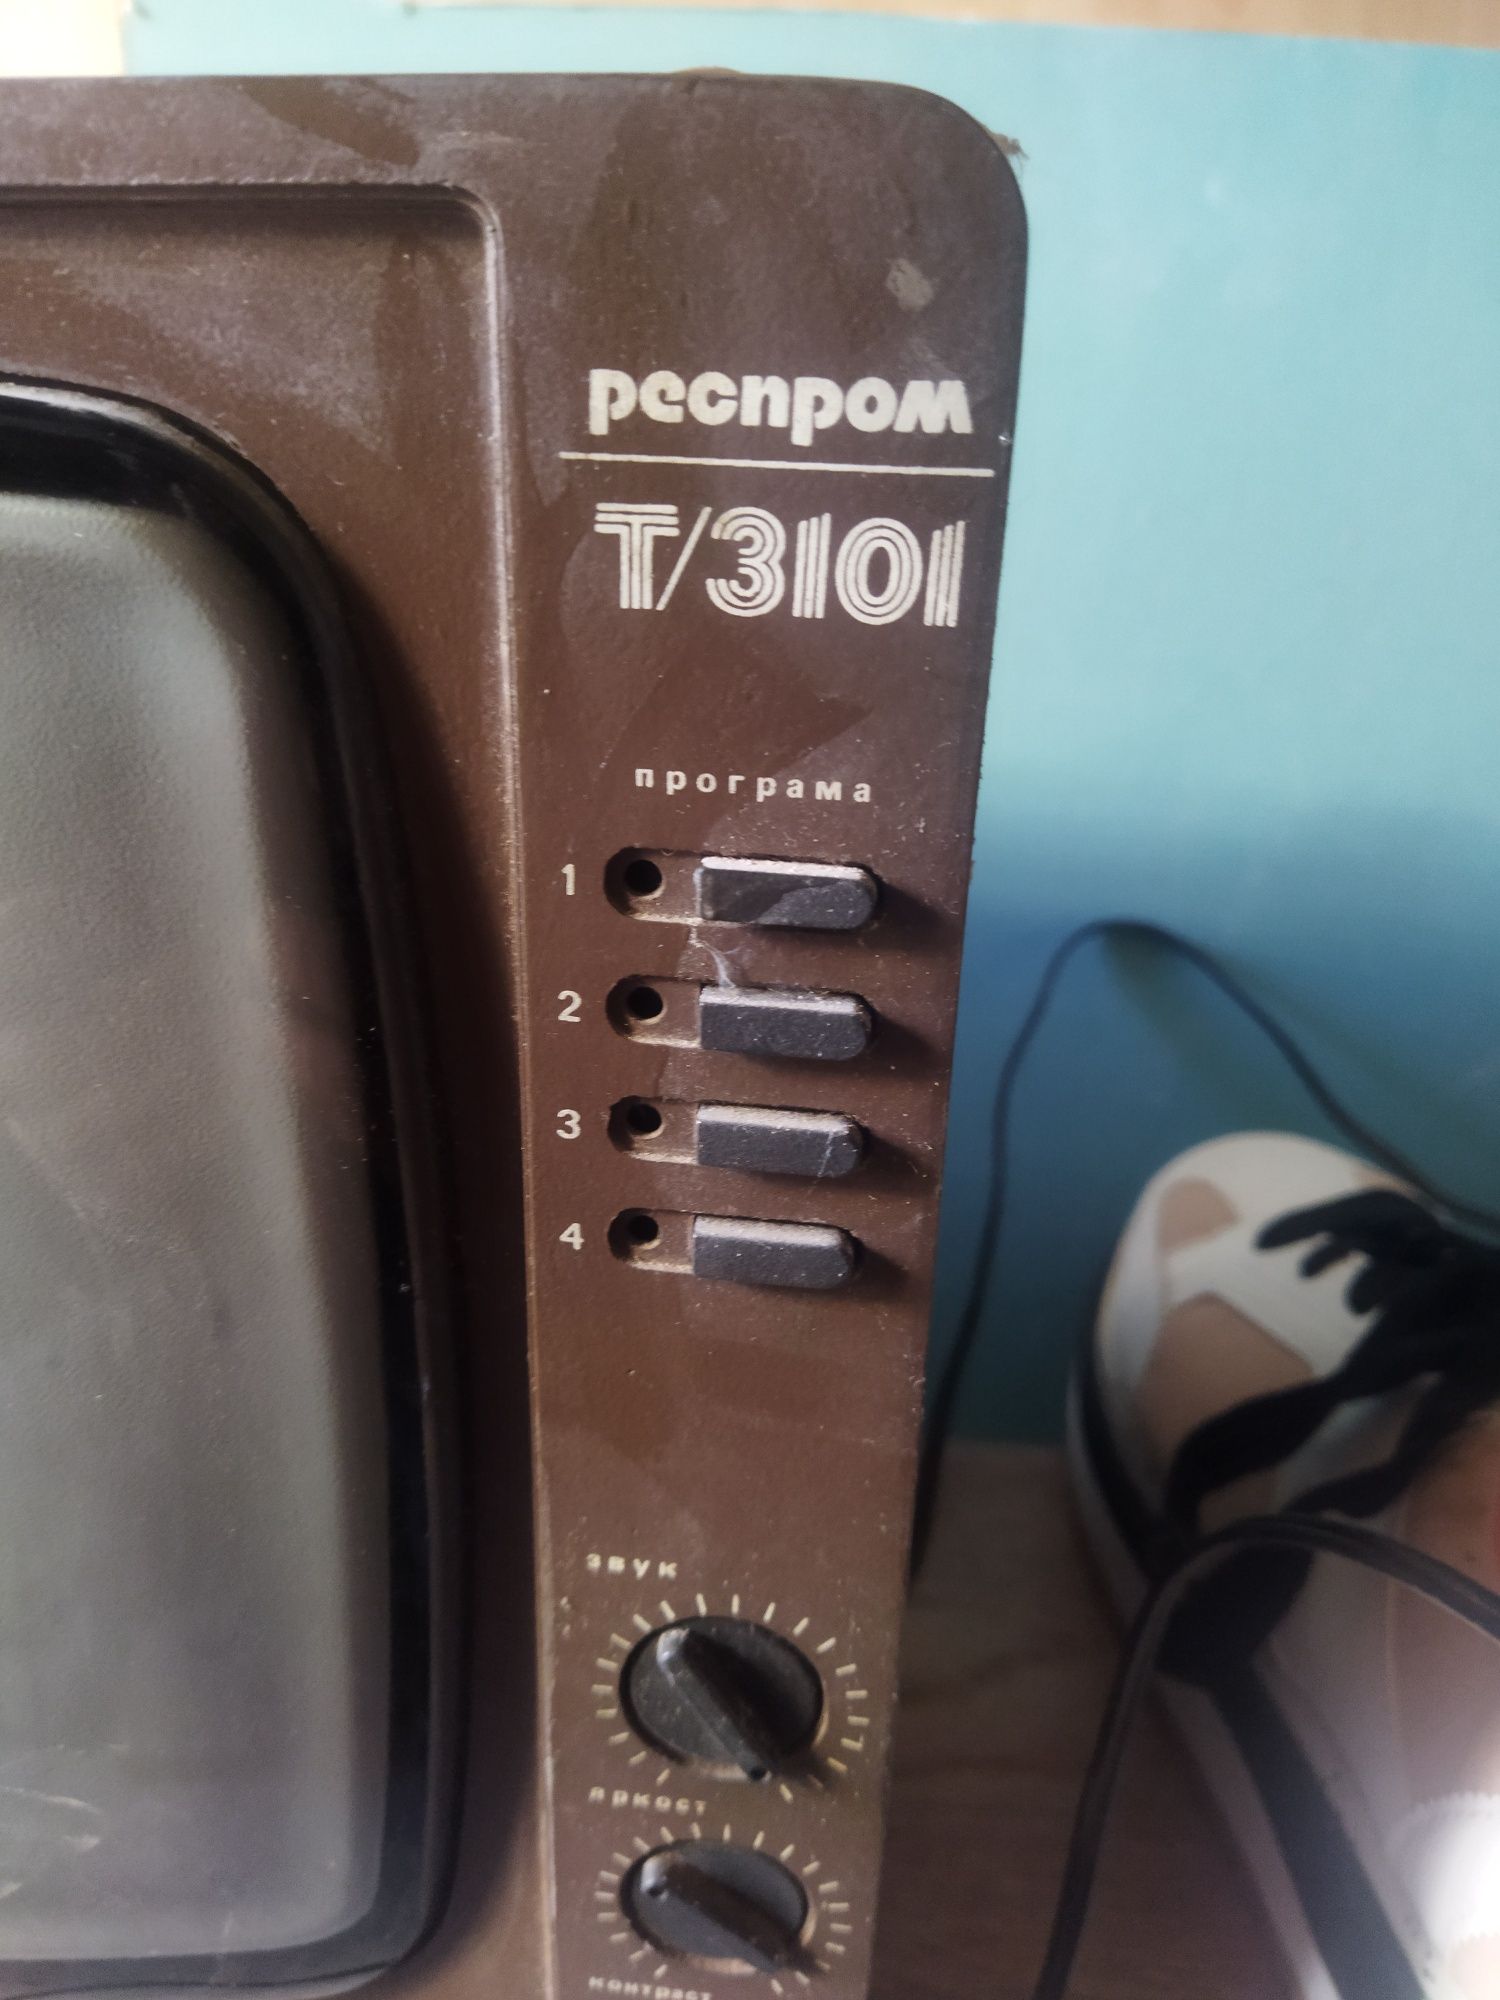 респром
Т/3101
програма
1
2
3
4
звук
яркост
контраст